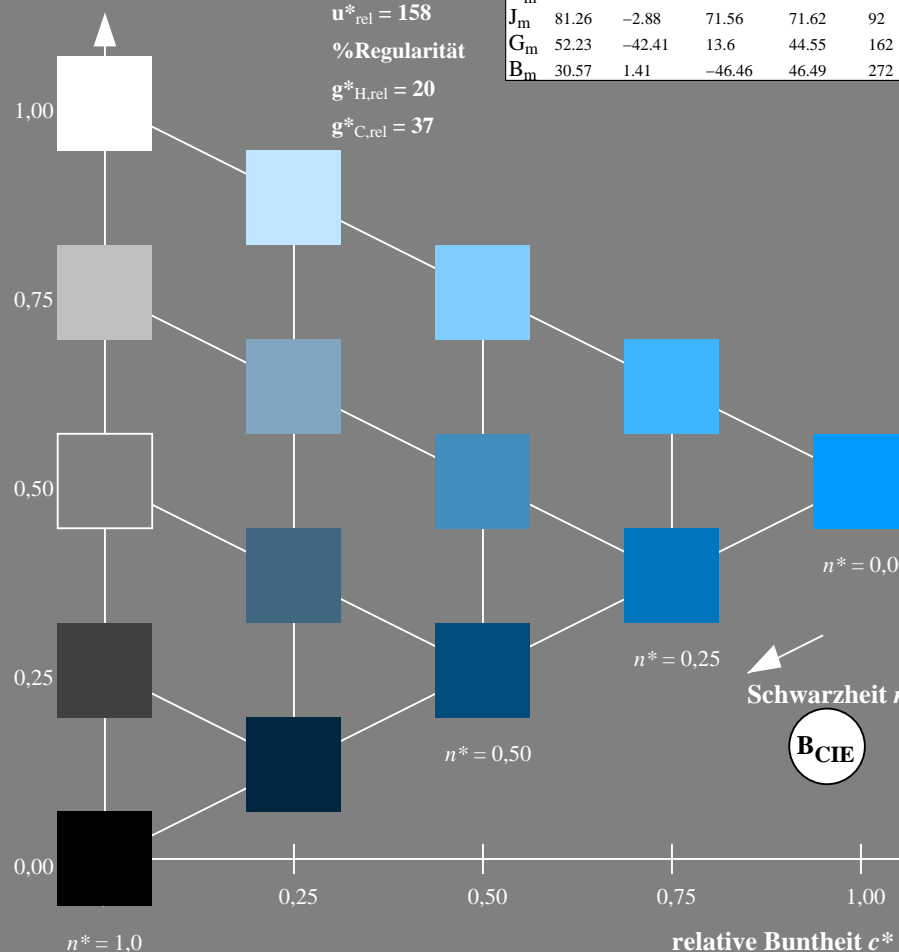 u*rel = 158
%Regularität
g*H,rel = 20
g*C,rel = 37
Jm 81.26 −2.88 71.56 71.62 92
Gm 52.23 −42.41 13.6 44.55 162
Bm 30.57 1.41 −46.46 46.49 272
1,00
0,75
0,50
n* = 0,0
0,25
n* = 0,25
Schwarzheit
n* = 0,50
BCIE
0,00
0,25 0,50 0,75 1,00
n* = 1,0
relative Buntheit c*